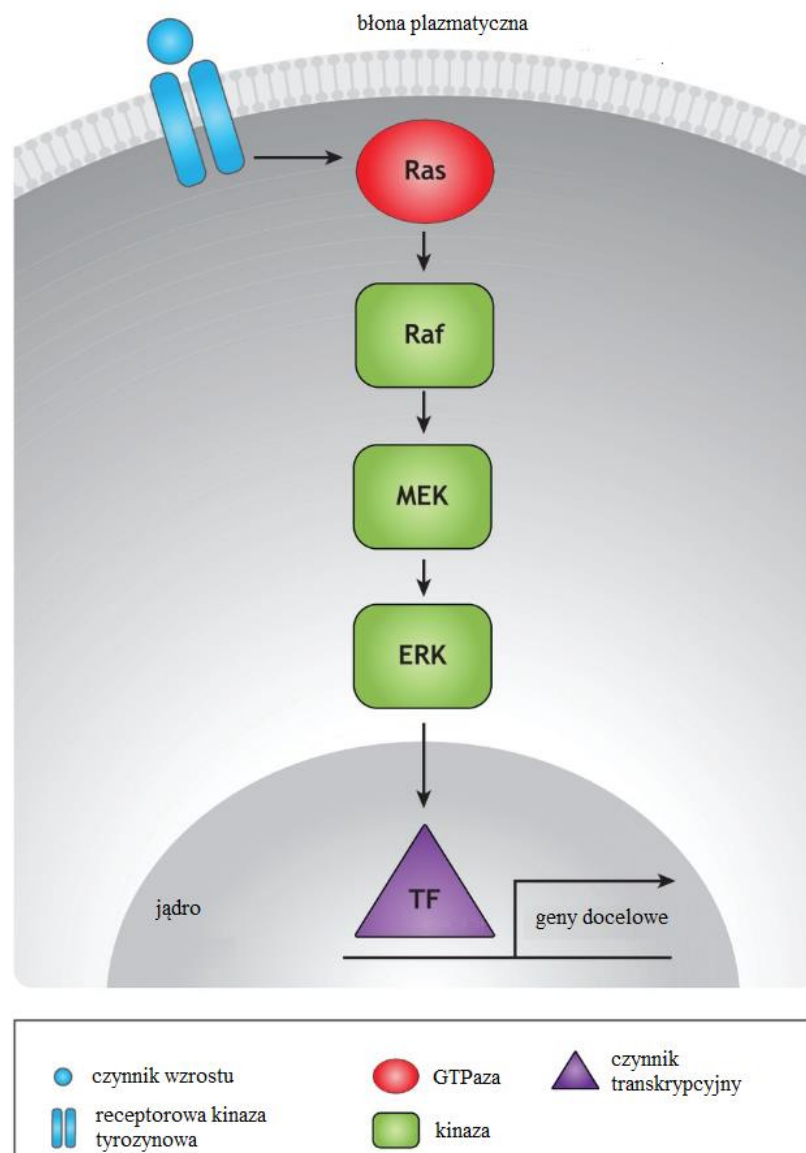 błona plazmatyczna
Ras
Raf
MEK
ERK
TF
jądro
geny docelowe
czynnik wzrostu
receptorowa kinaza
tyrozynowa
GTPaza
kinaza
czynnik
transkrypcyjny